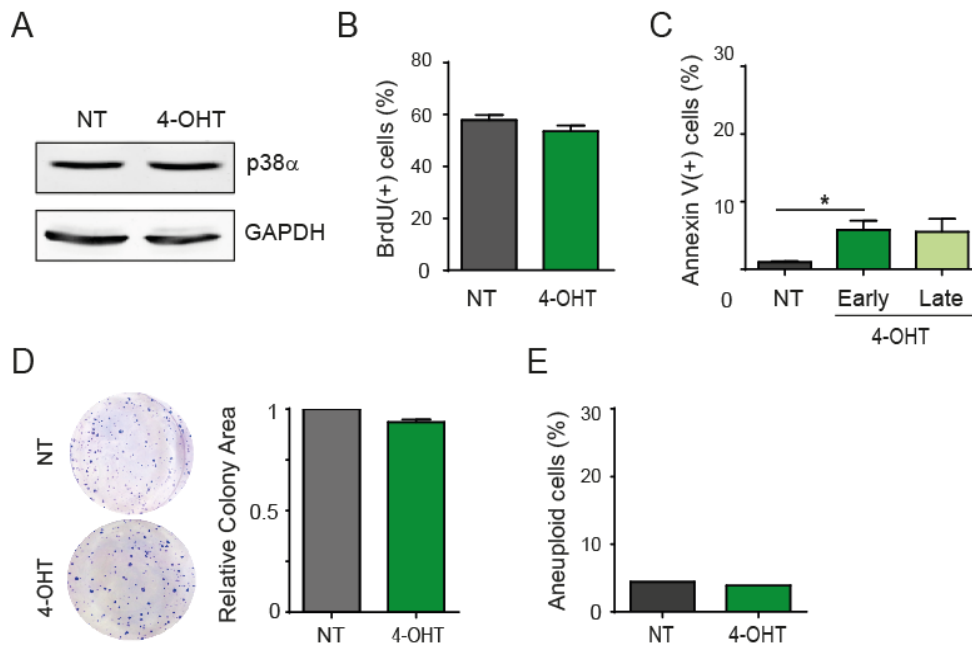 A
NT 4-OHT
p38α
GAPDH
B
BrdU(+) cells (%)
80
60
40
20
0
NT 4-OHT
C
Annexin V(+) cells (%)
30
20
10
0
*
NT Early Late
4-OHT
D
NT
4-OHT
Relative Colony Area
1
0.5
0
NT 4-OHT
E
Aneuploid cells (%)
30
20
10
0
NT 4-OHT